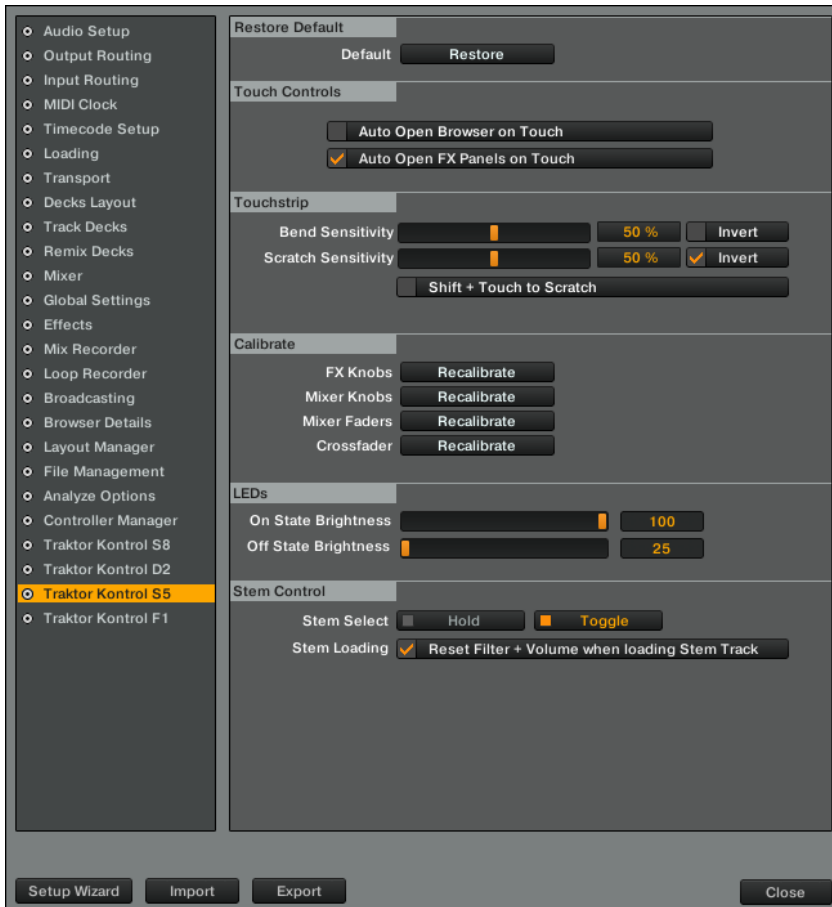 Audio Setup
Output Routing
Input Routing
MIDI Clock
Timecode Setup
Loading
Transport
Decks Layout
Track Decks
Remix Decks
Mixer
Global Settings
Effects
Mix Recorder
Loop Recorder
Broadcasting
Browser Details
Layout Manager
File Management
Analyze Options
Controller Manager
Traktor Kontrol S8
Traktor Kontrol D2
Traktor Kontrol S5
Traktor Kontrol F1
Restore Default
Default Restore
Touch Controls
Auto Open Browser on Touch
Auto Open FX Panels on Touch
Touchstrip
Bend Sensitivity 50 % Invert
Scratch Sensitivity 50 % Invert
Shift + Touch to Scratch
Calibrate
FX Knobs Recalibrate
Mixer Knobs Recalibrate
Mixer Faders Recalibrate
Crossfader Recalibrate
LEDs
On State Brightness 100
Off State Brightness 25
Stem Control
Stem Select Hold Toggle
Stem Loading Reset Filter + Volume when loading Stem Track
Setup Wizard Import Export Close